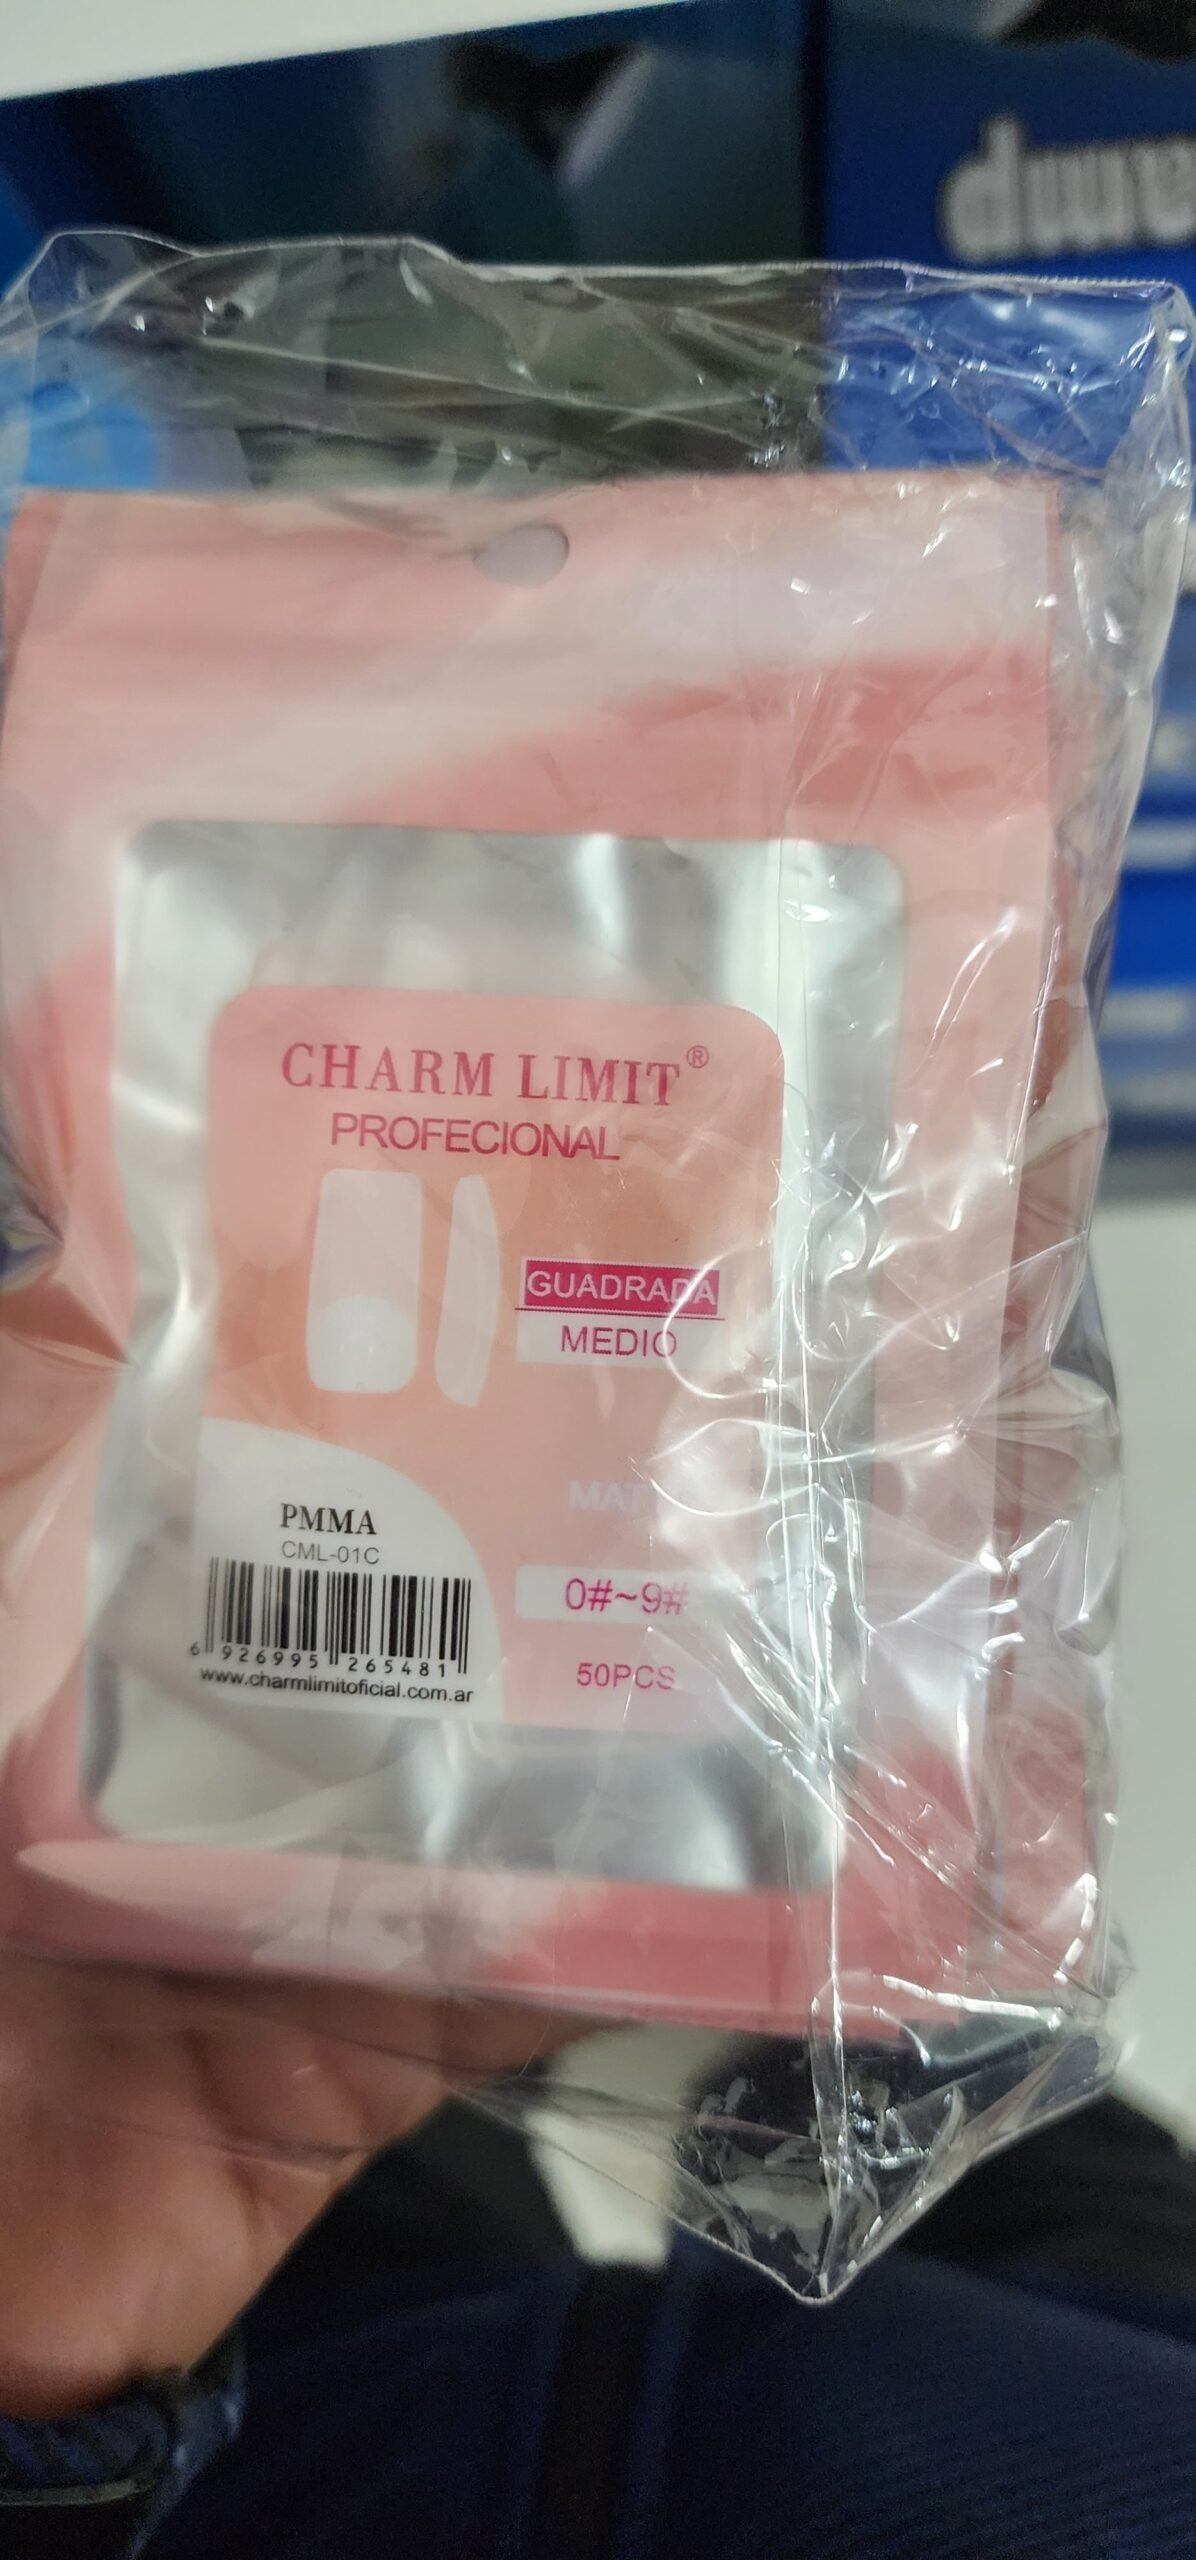 CHARM LIMIT®
PROFECIONAL
GUADRADA
MEDIO
PMMA
CML-01C
0#~9#
6 926995 265481
www.charmlimitoficial.com.ar
50PCS